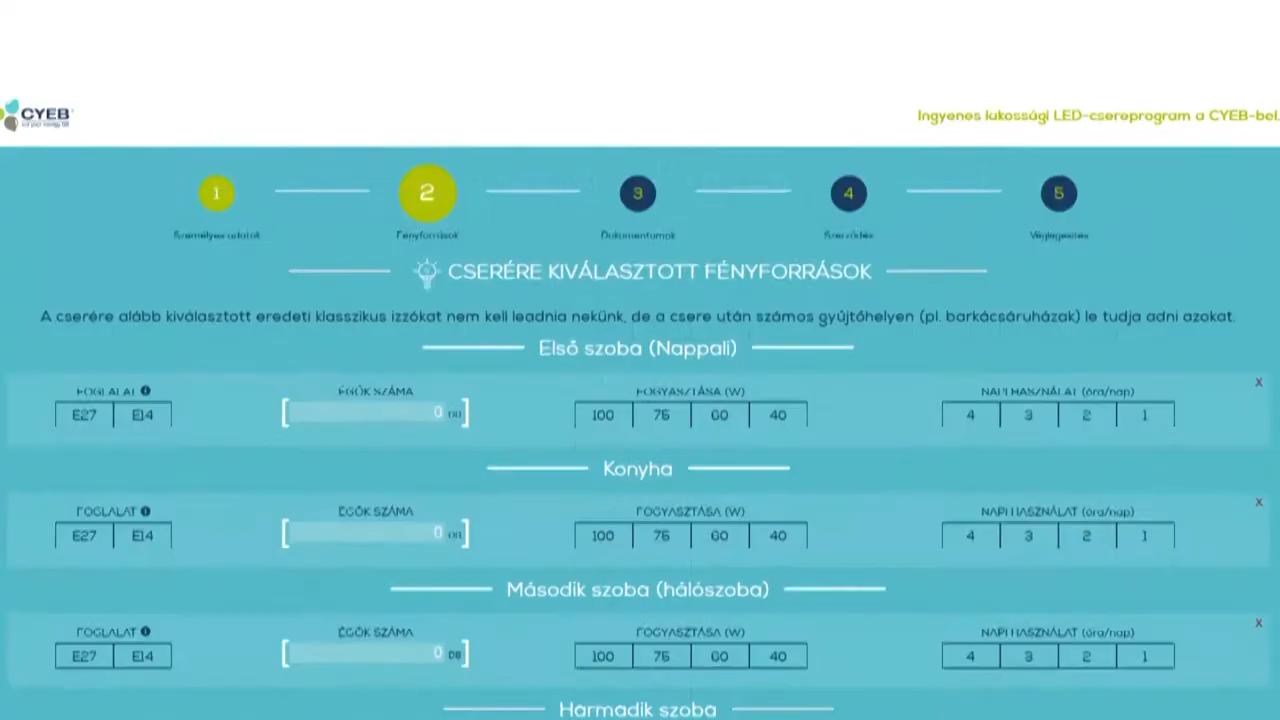 CYEB
Ingyenes lakossági LED-csereprogram a CYEB-bel.
1
2
3
4
5
Személyes adatok
Fényforrások
Dokumentumok
Szerződés
Véglegesítés
CSERÉRE KIVÁLASZTOTT FÉNYFORRÁSOK
A cserére alább kiválasztott eredeti klasszikus izzókat nem kell leadnia nekünk, de a csere után számos gyűjtőhelyen (pl. barkácsáruházak) le tudja adni azokat.
Első szoba (Nappali)
X
FOGLALAT
ÉGŐK SZÁMA
FOGYASZTÁSA (W)
NAPI HASZNÁLAT (óra/nap)
E27 E14
0 DB
100 75 60 40
4 3 2 1
Konyha
X
FOGLALAT
ÉGŐK SZÁMA
FOGYASZTÁSA (W)
NAPI HASZNÁLAT (óra/nap)
E27 E14
0 DB
100 75 60 40
4 3 2 1
Második szoba (hálószoba)
X
FOGLALAT
ÉGŐK SZÁMA
FOGYASZTÁSA (W)
NAPI HASZNÁLAT (óra/nap)
E27 E14
0 DB
100 75 60 40
4 3 2 1
Harmadik szoba